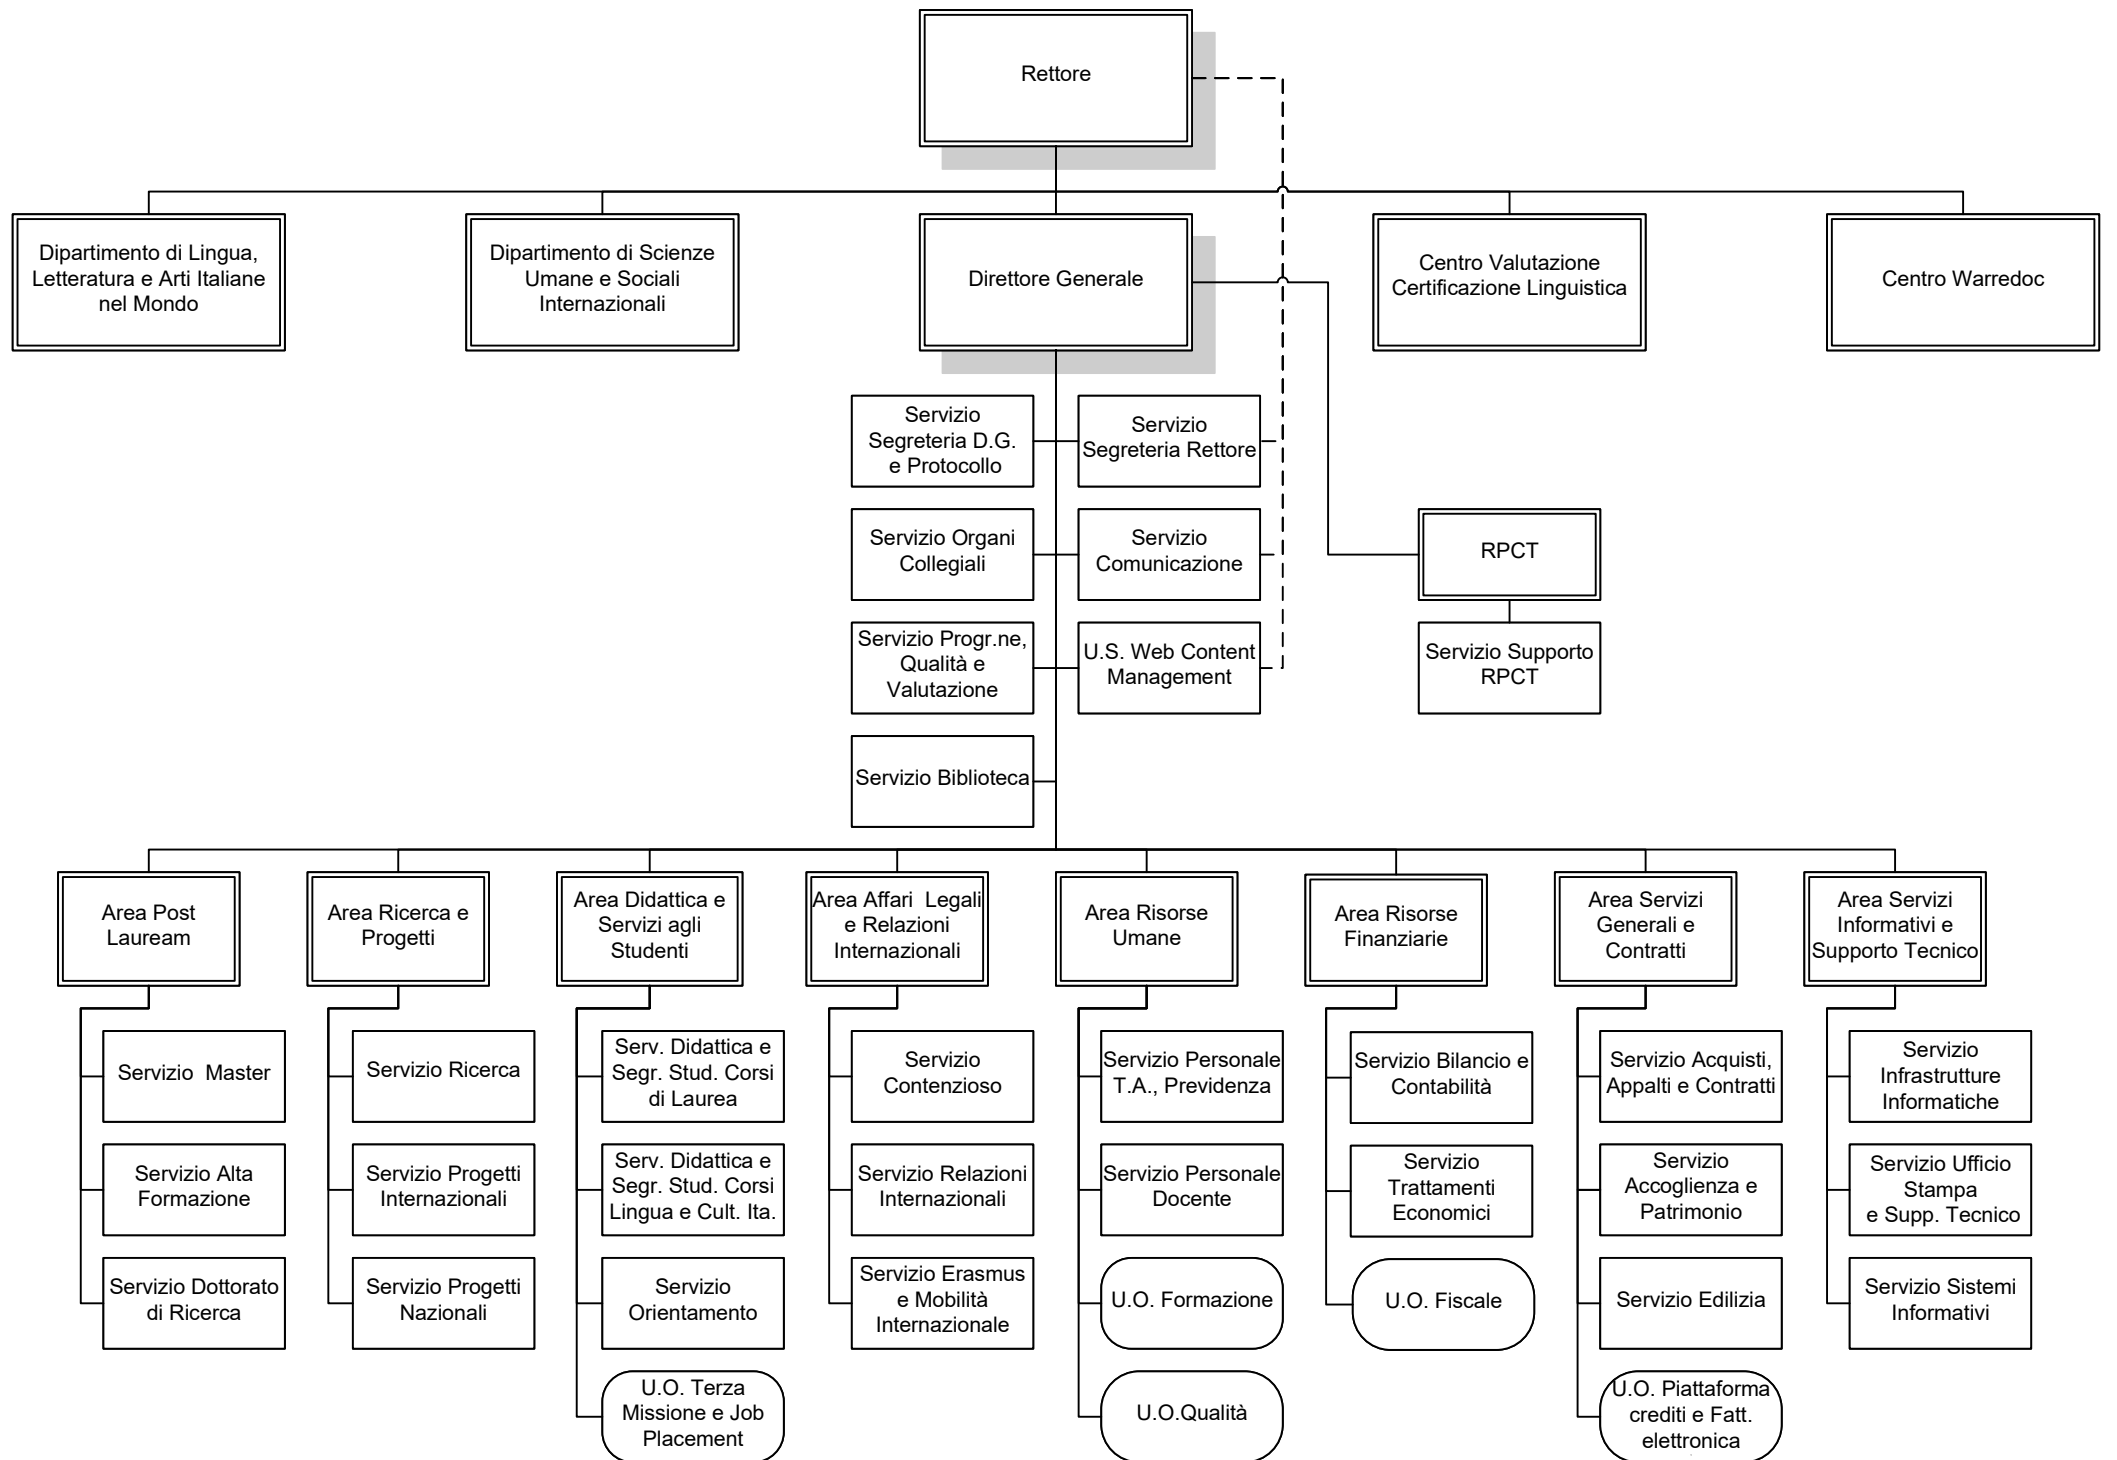 Rettore
Dipartimento di Lingua,
Letteratura e Arti Italiane
nel Mondo
Dipartimento di Scienze
Umane e Sociali
Internazionali
Direttore Generale
Centro Valutazione
Certificazione Linguistica
Centro Warredoc
Servizio
Segreteria D.G.
e Protocollo
Servizio
Segreteria Rettore
Servizio Organi
Collegiali
Servizio
Comunicazione
RPCT
Servizio Progr.ne,
Qualità e
Valutazione
U.S. Web Content
Management
Servizio Supporto
RPCT
Servizio Biblioteca
Area Post
Lauream
Area Ricerca e
Progetti
Area Didattica e
Servizi agli
Studenti
Area Affari  Legali
e Relazioni
Internazionali
Area Risorse
Umane
Area Risorse
Finanziarie
Area Servizi
Generali e
Contratti
Area Servizi
Informativi e
Supporto Tecnico
Servizio  Master
Servizio Ricerca
Serv. Didattica e
Segr. Stud. Corsi
di Laurea
Servizio
Contenzioso
Servizio Personale
T.A., Previdenza
Servizio Bilancio e
Contabilità
Servizio Acquisti,
Appalti e Contratti
Servizio
Infrastrutture
Informatiche
Servizio Alta
Formazione
Servizio Progetti
Internazionali
Serv. Didattica e
Segr. Stud. Corsi
Lingua e Cult. Ita.
Servizio Relazioni
Internazionali
Servizio Personale
Docente
Servizio
Trattamenti
Economici
Servizio
Accoglienza e
Patrimonio
Servizio Ufficio
Stampa
e Supp. Tecnico
Servizio Dottorato
di Ricerca
Servizio Progetti
Nazionali
Servizio
Orientamento
Servizio Erasmus
e Mobilità
Internazionale
U.O. Formazione
U.O. Fiscale
Servizio Edilizia
Servizio Sistemi
Informativi
U.O. Terza
Missione e Job
Placement
U.O.Qualità
U.O. Piattaforma
crediti e Fatt.
elettronica